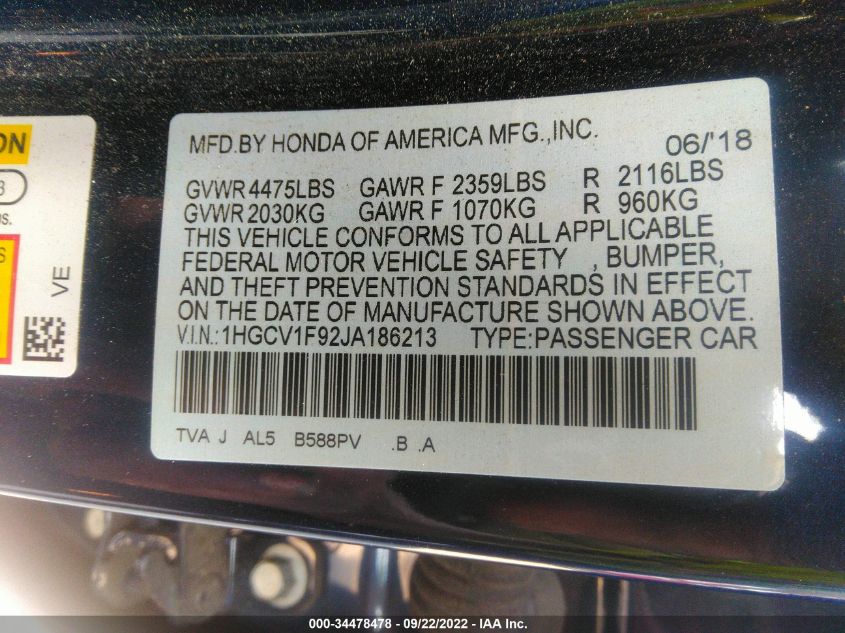 ON
3
s.
S
VE
MFD.BY HONDA OF AMERICA MFG.,INC. 06/'18
GVWR 4475LBS GAWR F 2359LBS R 2116LBS
GVWR 2030KG GAWR F 1070KG R 960KG
THIS VEHICLE CONFORMS TO ALL APPLICABLE
FEDERAL MOTOR VEHICLE SAFETY , BUMPER,
AND THEFT PREVENTION STANDARDS IN EFFECT
ON THE DATE OF MANUFACTURE SHOWN ABOVE.
V.I.N.:1HGCV1F92JA186213 TYPE:PASSENGER CAR
TVA J AL5 B588PV .B .A
000-34478478 - 09/22/2022 - IAA Inc.